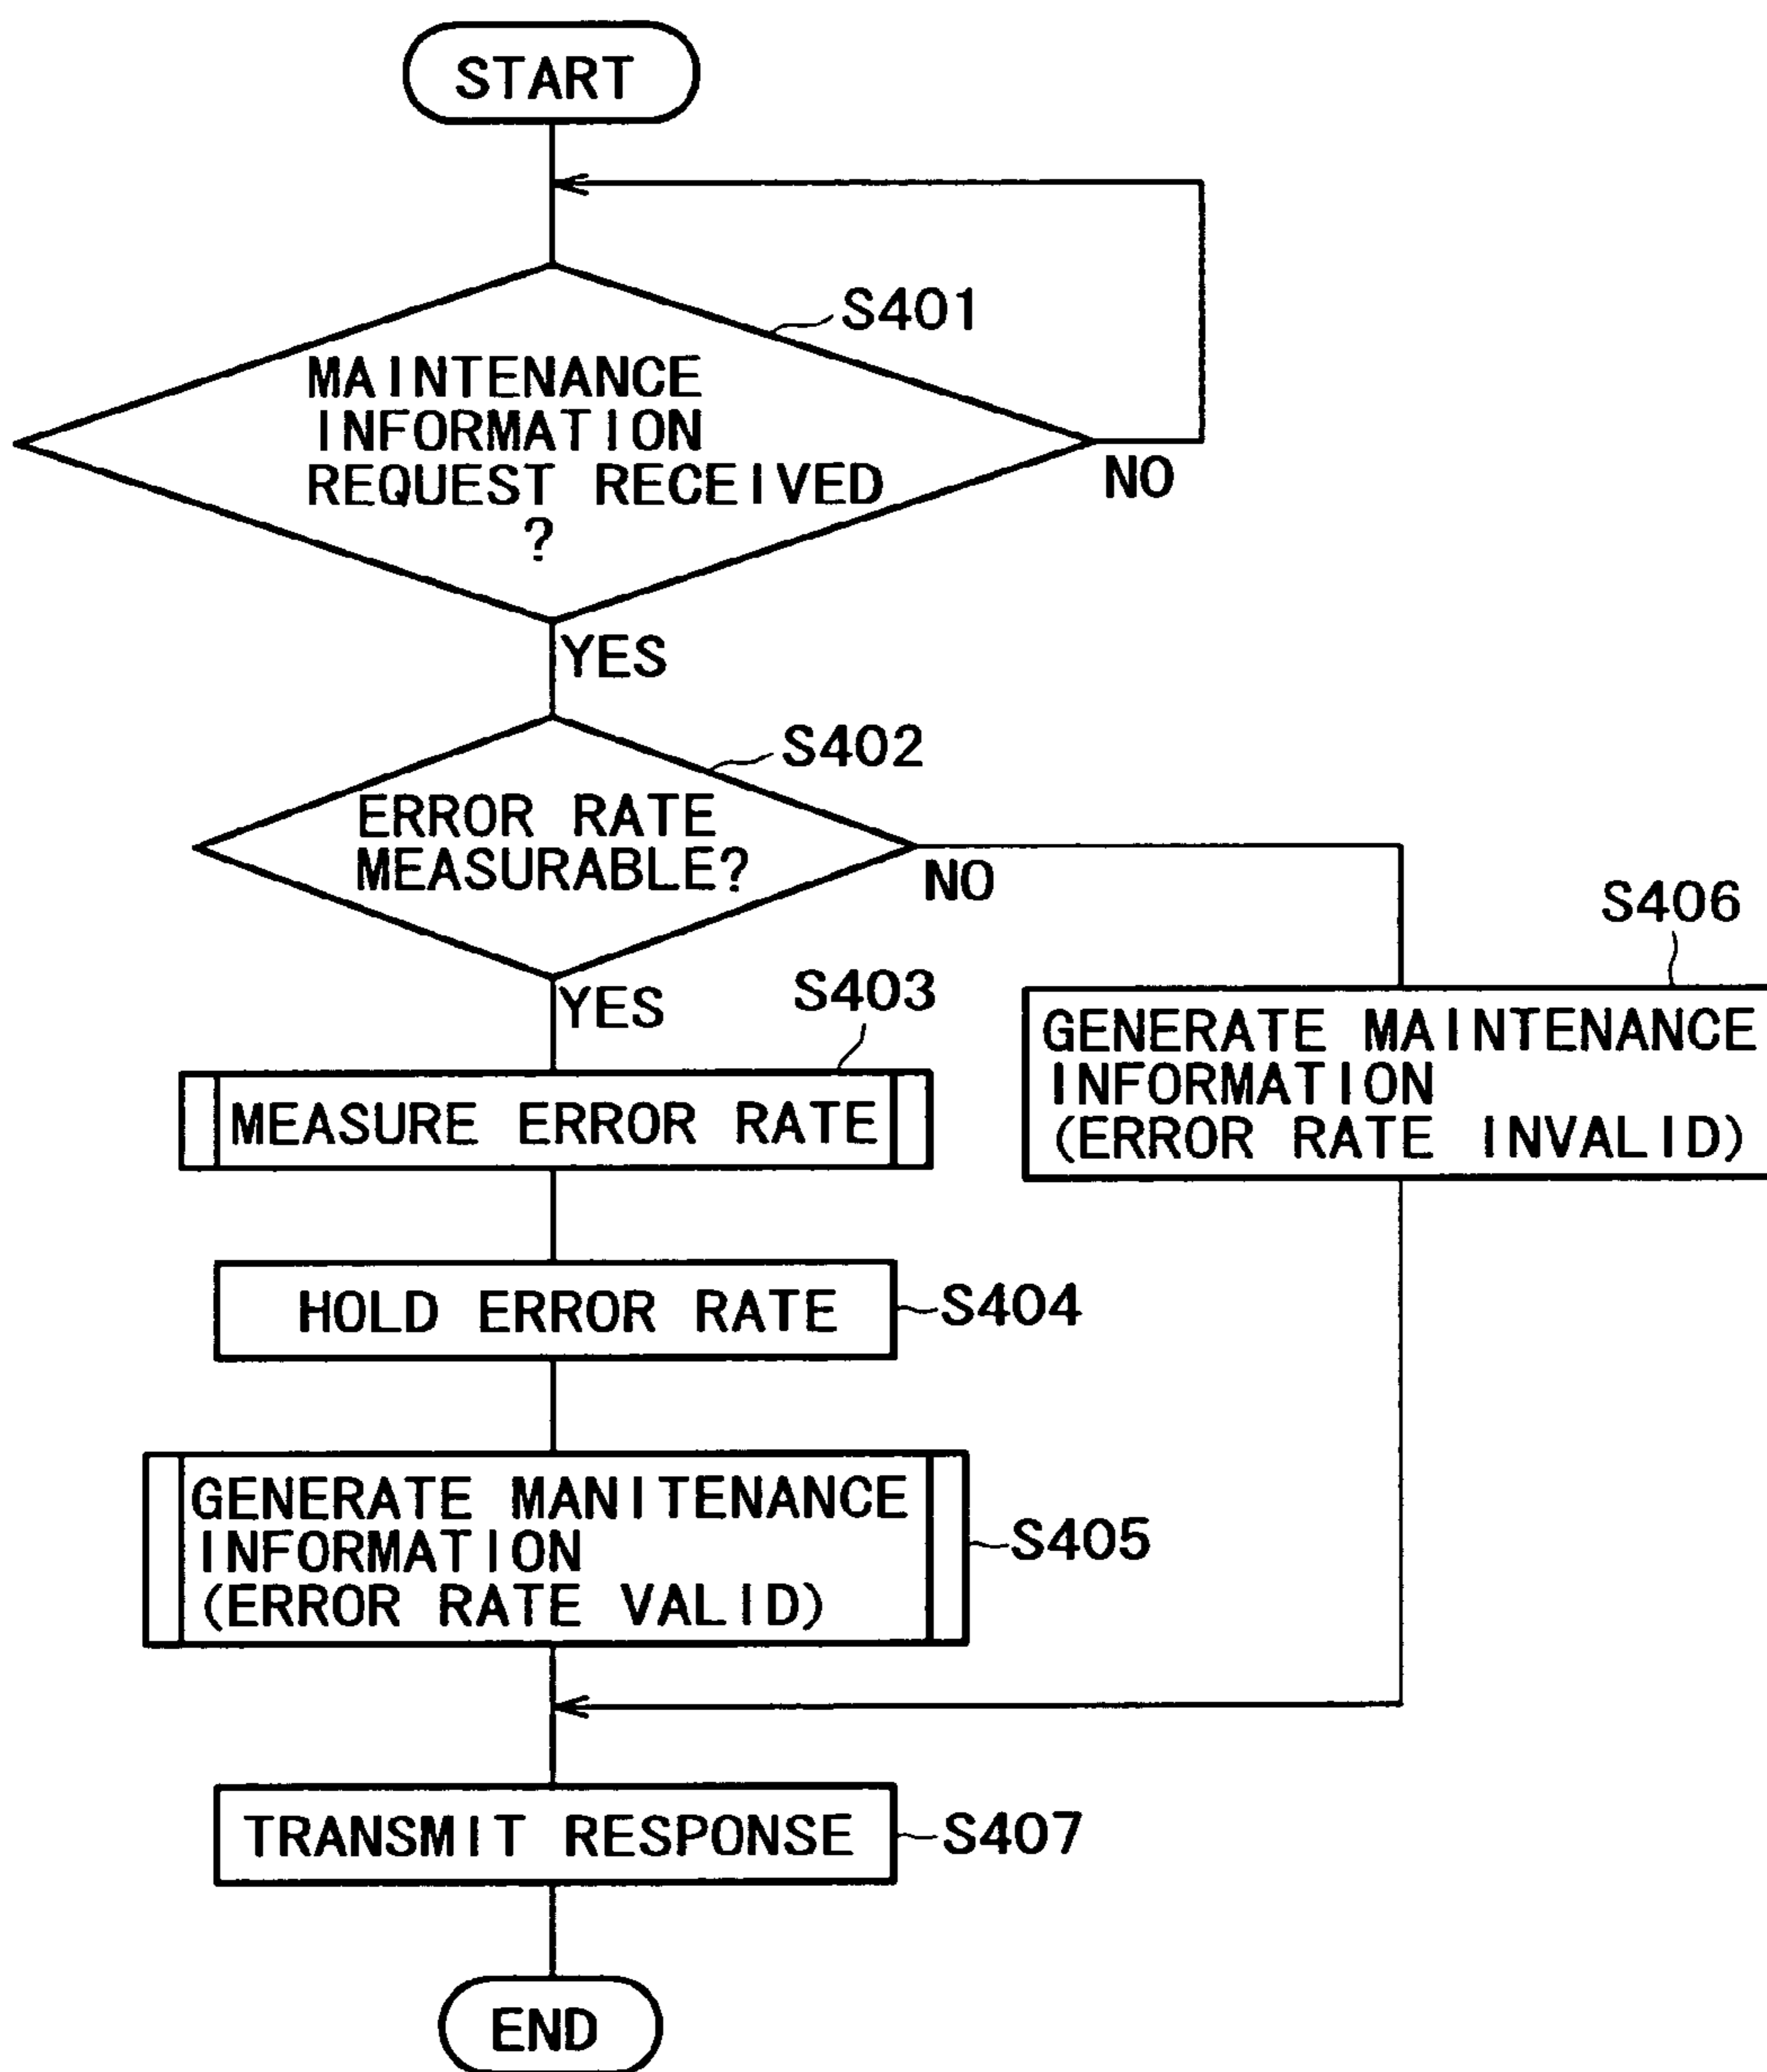 START
S401
MAINTENANCE
INFORMATION
REQUEST RECEIVED
?
NO
YES
S402
ERROR RATE
MEASURABLE?
NO
YES
S403
MEASURE ERROR RATE
S406
GENERATE MAINTENANCE
INFORMATION
(ERROR RATE INVALID)
HOLD ERROR RATE
S404
GENERATE MANITENANCE
INFORMATION
(ERROR RATE VALID)
S405
TRANSMIT RESPONSE
S407
END